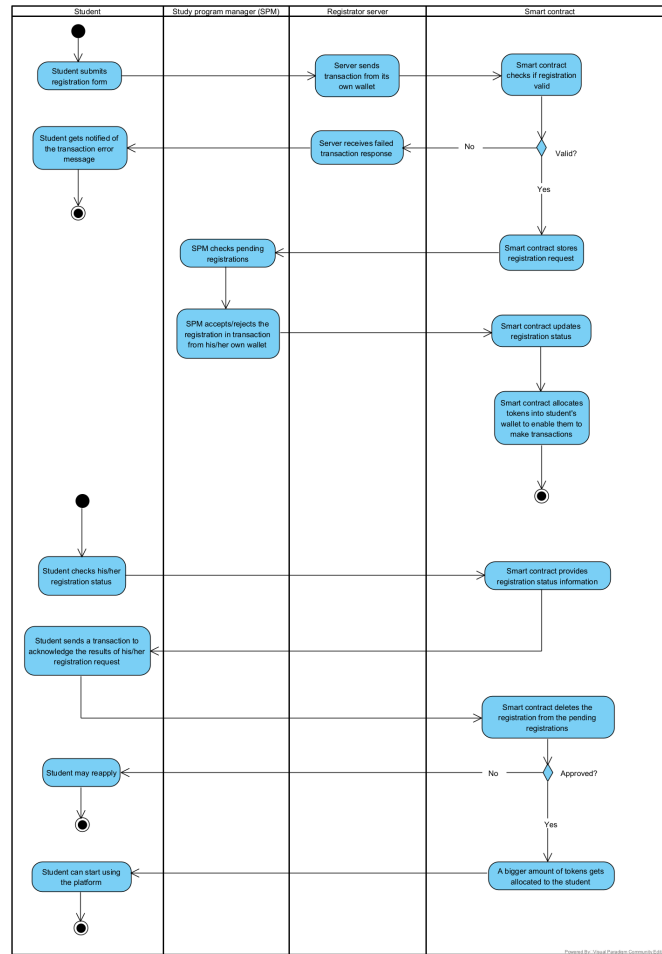 Student
Study program manager (SPM)
Registrator server
Smart contract
Student submits
registration form
Server sends
transaction from its
own wallet
Smart contract
checks if registration
valid
Student gets notified of
the transaction error
message
Server receives failed
transaction response
No
Valid?
Yes
SPM checks pending
registrations
Smart contract stores
registration request
SPM accepts/rejects the
registration in transaction
from his/her own wallet
Smart contract updates
registration status
Smart contract allocates
tokens into student's
wallet to enable them to
make transactions
Student checks his/her
registration status
Smart contract provides
registration status information
Student sends a transaction to
acknowledge the results of his/her
registration request
Smart contract deletes the
registration from the pending
registrations
Student may reapply
No
Approved?
Yes
Student can start using
the platform
A bigger amount of tokens gets
allocated to the student
Powered By: Visual Paradigm Community Edit